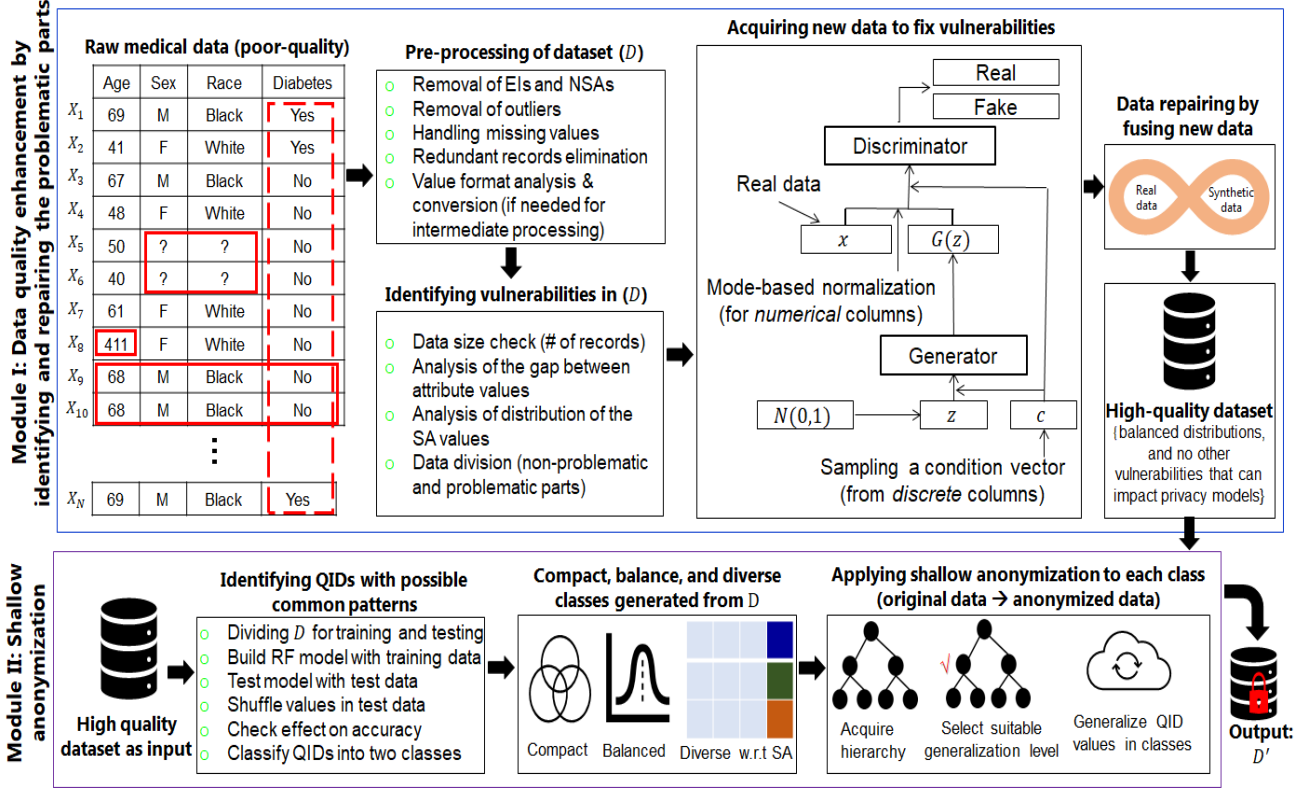 Module I: Data quality enhancement by
identifying and repairing the problematic parts
Raw medical data (poor-quality)
Age Sex Race Diabetes
X1 69 M Black Yes
X2 41 F White Yes
X3 67 M Black No
X4 48 F White No
X5 50 ? ? No
X6 40 ? ? No
X7 61 F White No
X8 411 F White No
X9 68 M Black No
X10 68 M Black No
⋮
XN 69 M Black Yes
Pre-processing of dataset (D)
Removal of EIs and NSAs
Removal of outliers
Handling missing values
Redundant records elimination
Value format analysis &
conversion (if needed for
intermediate processing)
Identifying vulnerabilities in (D)
Data size check (# of records)
Analysis of the gap between
attribute values
Analysis of distribution of the
SA values
Data division (non-problematic
and problematic parts)
Acquiring new data to fix vulnerabilities
Real
Fake
Discriminator
Real data
x
G(z)
Mode-based normalization
(for numerical columns)
Generator
N(0,1)
z
c
Sampling a condition vector
(from discrete columns)
Data repairing by
fusing new data
Real
data
Synthetic
data
High-quality dataset
{balanced distributions,
and no other
vulnerabilities that can
impact privacy models}
Module II: Shallow
anonymization
High quality
dataset as input
Identifying QIDs with possible
common patterns
Dividing D for training and testing
Build RF model with training data
Test model with test data
Shuffle values in test data
Check effect on accuracy
Classify QIDs into two classes
Compact, balance, and diverse
classes generated from D
Compact
Balanced
Diverse w.r.t SA
Applying shallow anonymization to each class
(original data → anonymized data)
√
Acquire
hierarchy
Select suitable
generalization level
Generalize QID
values in classes
Output:
D′